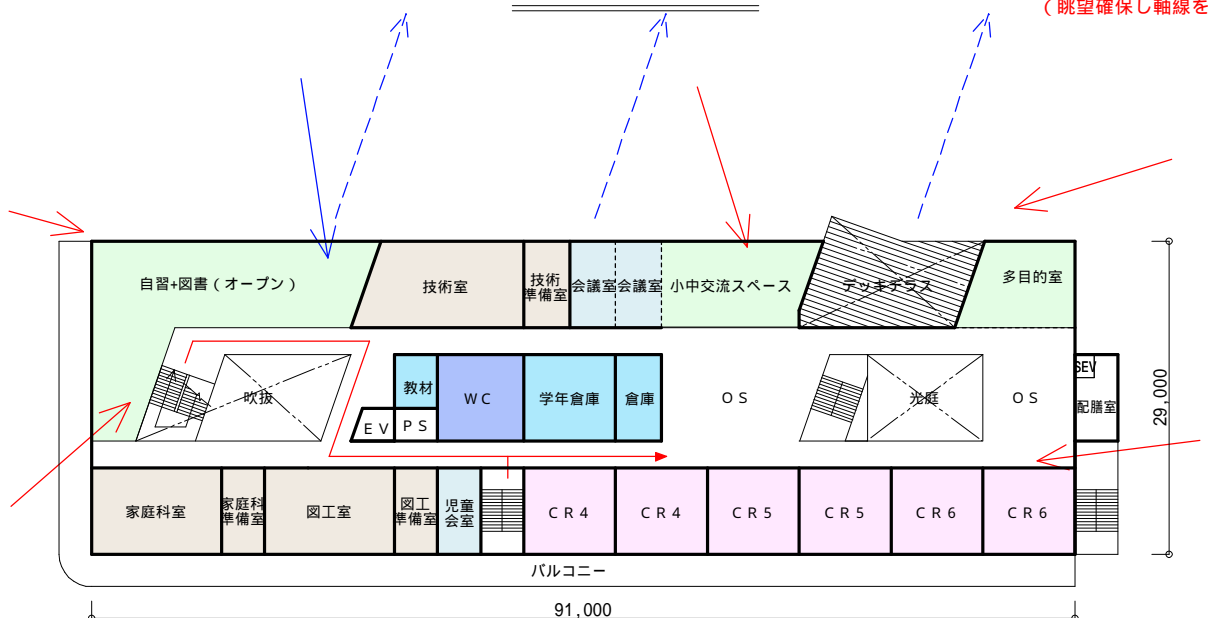 （眺望確保し軸線を
自習+図書（オープン）
技術室
技術
準備室
会議室
会議室
小中交流スペース
デッキテラス
多目的室
吹抜
教材
ＥＶ
ＰＳ
ＷＣ
学年倉庫
倉庫
ＯＳ
光庭
ＯＳ
SEV
配膳室
29,000
家庭科室
家庭科
準備室
図工室
図工
準備室
児童
会室
ＣＲ４
ＣＲ４
ＣＲ５
ＣＲ５
ＣＲ６
ＣＲ６
バルコニー
91,000